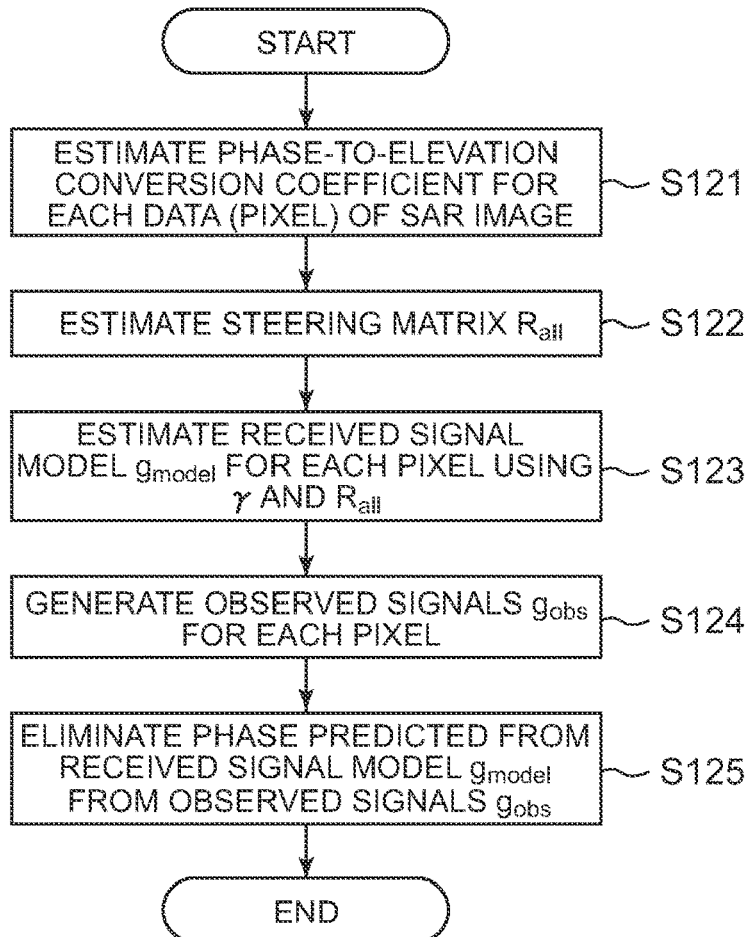 START
ESTIMATE PHASE-TO-ELEVATION
CONVERSION COEFFICIENT FOR
EACH DATA (PIXEL) OF SAR IMAGE
S121
ESTIMATE STEERING MATRIX Rall
S122
ESTIMATE RECEIVED SIGNAL
MODEL gmodel FOR EACH PIXEL USING
γ AND Rall
S123
GENERATE OBSERVED SIGNALS gobs
FOR EACH PIXEL
S124
ELIMINATE PHASE PREDICTED FROM
RECEIVED SIGNAL MODEL gmodel
FROM OBSERVED SIGNALS gobs
S125
END